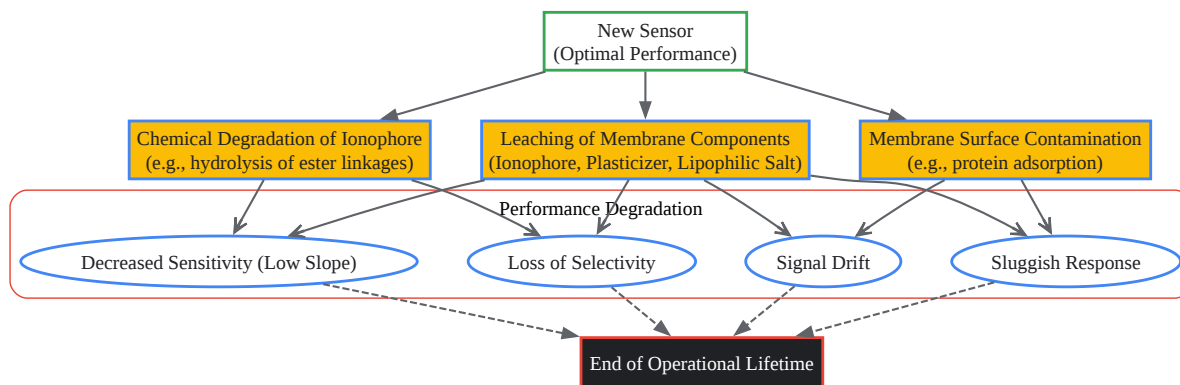 New Sensor
(Optimal Performance)
Chemical Degradation of Ionophore
(e.g., hydrolysis of ester linkages)
Leaching of Membrane Components
(Ionophore, Plasticizer, Lipophilic Salt)
Membrane Surface Contamination
(e.g., protein adsorption)
Performance Degradation
Decreased Sensitivity (Low Slope)
Loss of Selectivity
Signal Drift
Sluggish Response
End of Operational Lifetime